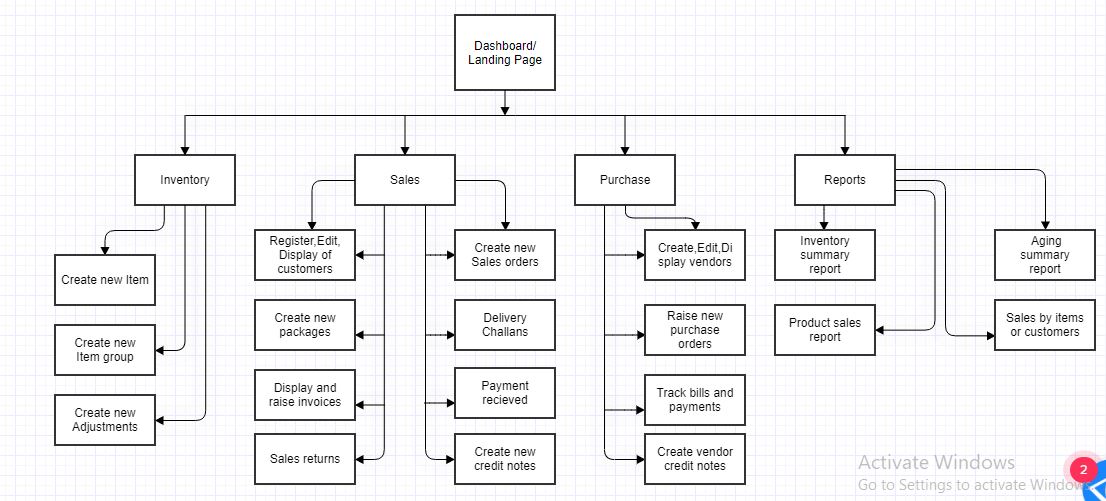 Dashboard/
Landing Page
Inventory
Sales
Purchase
Reports
Create new Item
Create new
Item group
Create new
Adjustments
Register,Edit,
Display of
customers
Create new
packages
Display and
raise invoices
Sales returns
Create new
Sales orders
Delivery
Challans
Payment
recieved
Create new
credit notes
Create,Edit,Di
splay vendors
Raise new
purchase
orders
Track bills and
payments
Create vendor
credit notes
Inventory
summary
report
Product sales
report
Aging
summary
report
Sales by items
or customers
Activate Windows
Go to Settings to activate Windows
2